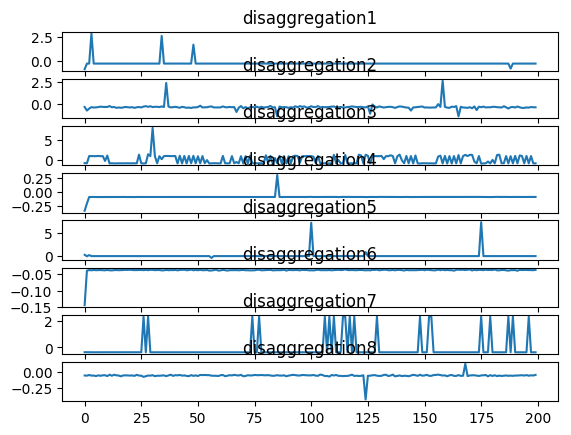 disaggregation1
2.5
0.0
disaggregation2
2.5
0.0
disaggregation3
5
0
disaggregation4
0.25
0.00
−0.25
disaggregation5
5
0
disaggregation6
−0.05
−0.10
−0.15
disaggregation7
2
0
disaggregation8
0.00
−0.25
0 25 50 75 100 125 150 175 200